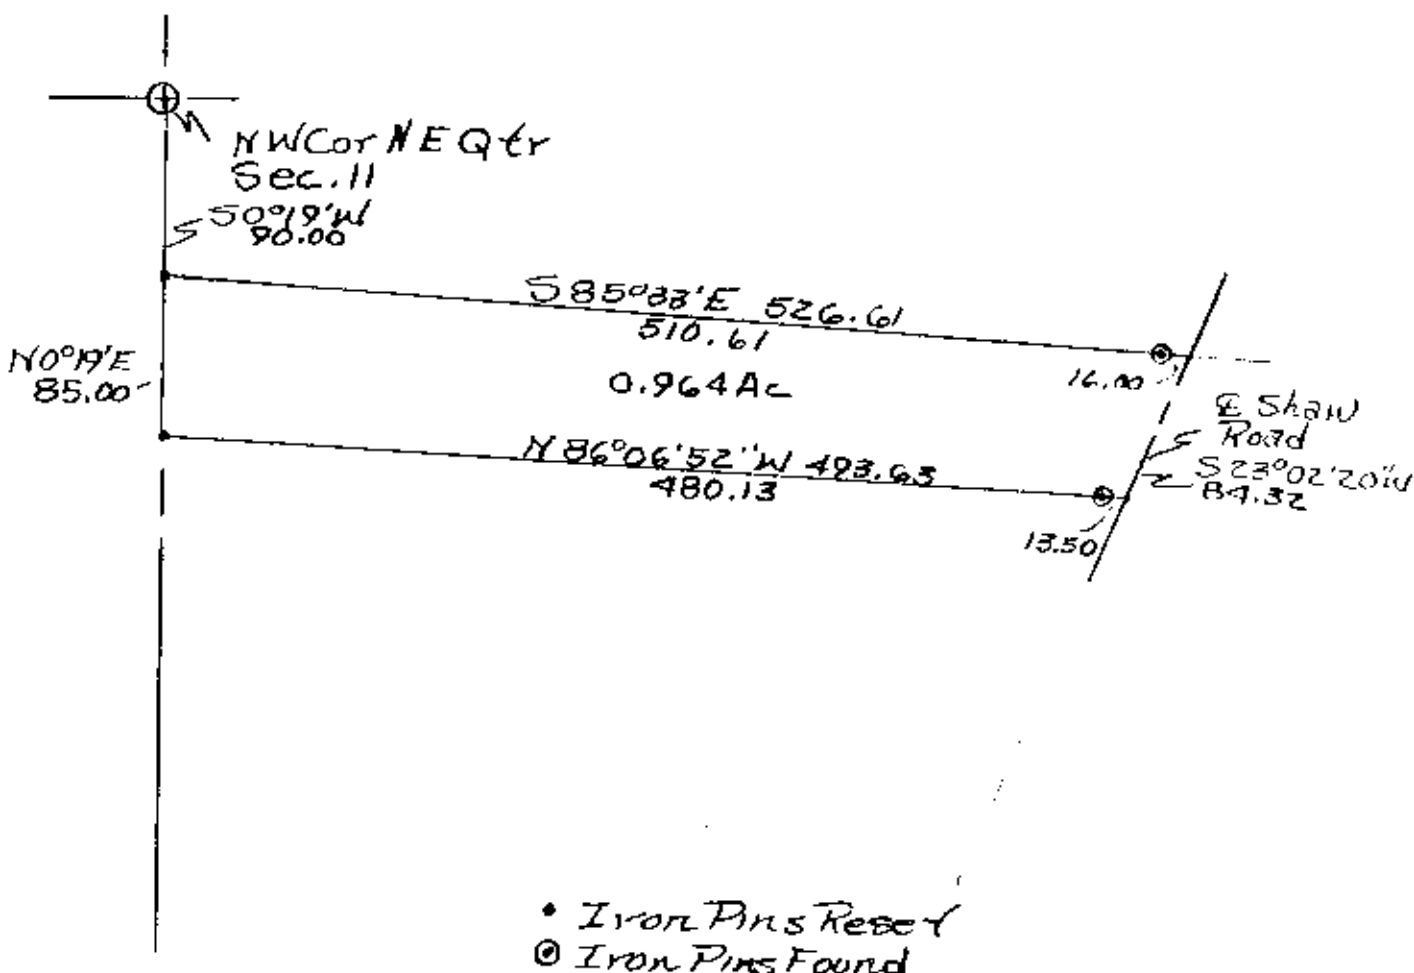 NW Cor NE Qtr
Sec. 11
S0°19'W
90.00
S 85°33'E 526.61
510.61
N0°19'E
85.00
0.964 Ac
16.00
℄ Shaw
Road
N 86°06'52"W 493.63
480.13
S 23°02'20"W
84.32
13.50
Iron Pins Reset
Iron Pins Found